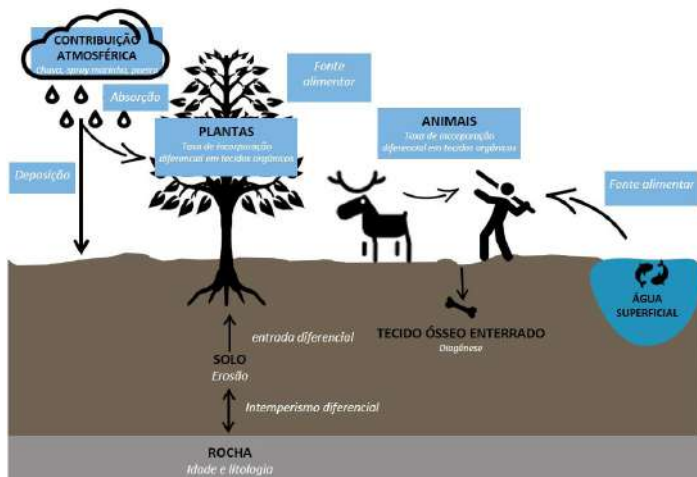 CONTRIBUIÇÃO
ATMOSFÉRICA
Chuva, spray marinho, poeira
Absorção
Deposição
PLANTAS
Taxa de incorporação
diferencial em tecidos orgânicos
Fonte
alimentar
ANIMAIS
Taxa de incorporação
diferencial em tecidos orgânicos
Fonte alimentar
ÁGUA
SUPERFICIAL
TECIDO ÓSSEO ENTERRADO
Diagênese
entrada diferencial
SOLO
Erosão
Intemperismo diferencial
ROCHA
Idade e litologia